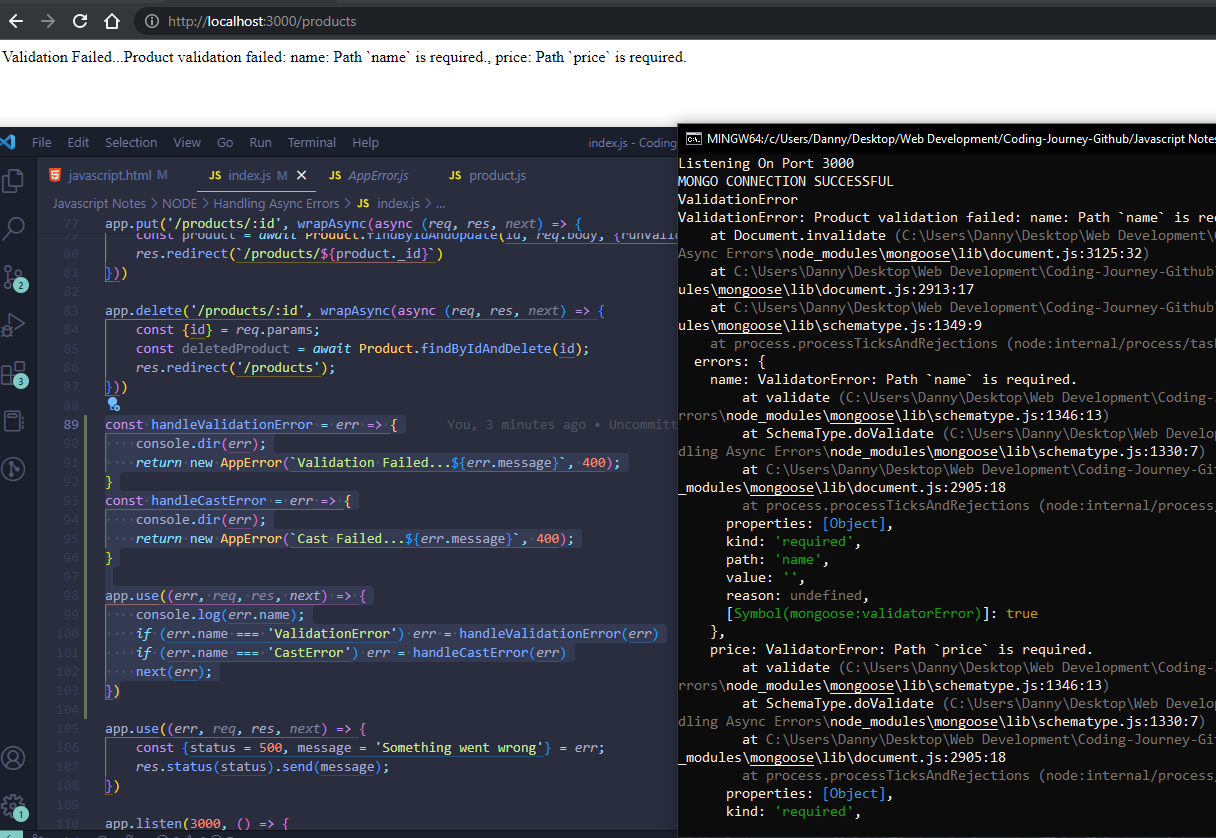 http://localhost:3000/products
Validation Failed...Product validation failed: name: Path `name` is required., price: Path `price` is required.
File Edit Selection View Go Run Terminal Help index.js - Coding
javascript.html M JS index.js M JS AppError.js JS product.js
Javascript Notes > NODE > Handling Async Errors > JS index.js > ...
77 app.put('/products/:id', wrapAsync(async (req, res, next) => {
79 const product = await Product.findByIdAndUpdate(id, req.body, {runVali
80 res.redirect(`/products/${product._id}`)
81 }))
82
83 app.delete('/products/:id', wrapAsync(async (req, res, next) => {
84 const {id} = req.params;
85 const deletedProduct = await Product.findByIdAndDelete(id);
86 res.redirect('/products');
87 }))
88
89 const handleValidationError = err => { You, 3 minutes ago • Uncommitt
90 console.dir(err);
91 return new AppError(`Validation Failed...${err.message}`, 400);
92 }
93 const handleCastError = err => {
94 console.dir(err);
95 return new AppError(`Cast Failed...${err.message}`, 400);
96 }
97
98 app.use((err, req, res, next) => {
99 console.log(err.name);
100 if (err.name === 'ValidationError') err = handleValidationError(err)
101 if (err.name === 'CastError') err = handleCastError(err)
102 next(err);
103 })
104
105 app.use((err, req, res, next) => {
106 const {status = 500, message = 'Something went wrong'} = err;
107 res.status(status).send(message);
108 })
109
110 app.listen(3000, () => {
2
3
1
MINGW64:/c/Users/Danny/Desktop/Web Development/Coding-Journey-Github/Javascript Notes
Listening On Port 3000
MONGO CONNECTION SUCCESSFUL
ValidationError
ValidationError: Product validation failed: name: Path `name` is req
at Document.invalidate (C:\Users\Danny\Desktop\Web Development\C
Async Errors\node_modules\mongoose\lib\document.js:3125:32)
at C:\Users\Danny\Desktop\Web Development\Coding-Journey-Github
ules\mongoose\lib\document.js:2913:17
at C:\Users\Danny\Desktop\Web Development\Coding-Journey-Github
ules\mongoose\lib\schematype.js:1349:9
at process.processTicksAndRejections (node:internal/process/task
errors: {
name: ValidatorError: Path `name` is required.
at validate (C:\Users\Danny\Desktop\Web Development\Coding-J
rrors\node_modules\mongoose\lib\schematype.js:1346:13)
at SchemaType.doValidate (C:\Users\Danny\Desktop\Web Develop
dling Async Errors\node_modules\mongoose\lib\schematype.js:1330:7)
at C:\Users\Danny\Desktop\Web Development\Coding-Journey-Git
_modules\mongoose\lib\document.js:2905:18
at process.processTicksAndRejections (node:internal/process/
properties: [Object],
kind: 'required',
path: 'name',
value: '',
reason: undefined,
[Symbol(mongoose:validatorError)]: true
},
price: ValidatorError: Path `price` is required.
at validate (C:\Users\Danny\Desktop\Web Development\Coding-J
rrors\node_modules\mongoose\lib\schematype.js:1346:13)
at SchemaType.doValidate (C:\Users\Danny\Desktop\Web Develop
dling Async Errors\node_modules\mongoose\lib\schematype.js:1330:7)
at C:\Users\Danny\Desktop\Web Development\Coding-Journey-Git
_modules\mongoose\lib\document.js:2905:18
at process.processTicksAndRejections (node:internal/process/
properties: [Object],
kind: 'required',